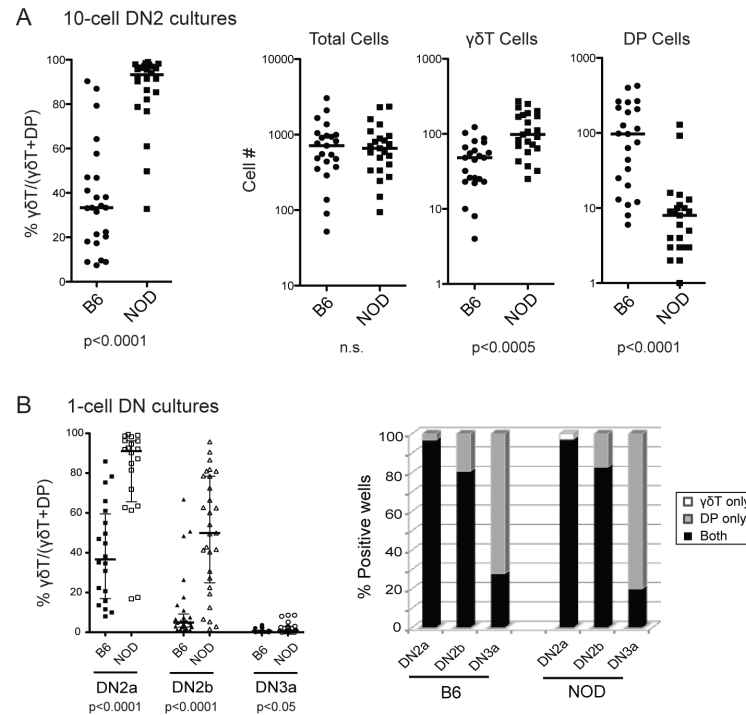 A 10-cell DN2 cultures
% γδT/(γδT+DP)
100
80
60
40
20
0
B6
NOD
p<0.0001
Total Cells
Cell #
10000
1000
100
10
B6
NOD
n.s.
γδT Cells
1000
100
10
1
B6
NOD
p<0.0005
DP Cells
1000
100
10
1
B6
NOD
p<0.0001
B 1-cell DN cultures
% γδT/(γδT+DP)
100
80
60
40
20
0
B6 NOD B6 NOD B6 NOD
DN2a DN2b DN3a
p<0.0001 p<0.0001 p<0.05
% Positive wells
100
80
60
40
20
0
DN2a DN2b DN3a DN2a DN2b DN3a
B6 NOD
γδT only
DP only
Both